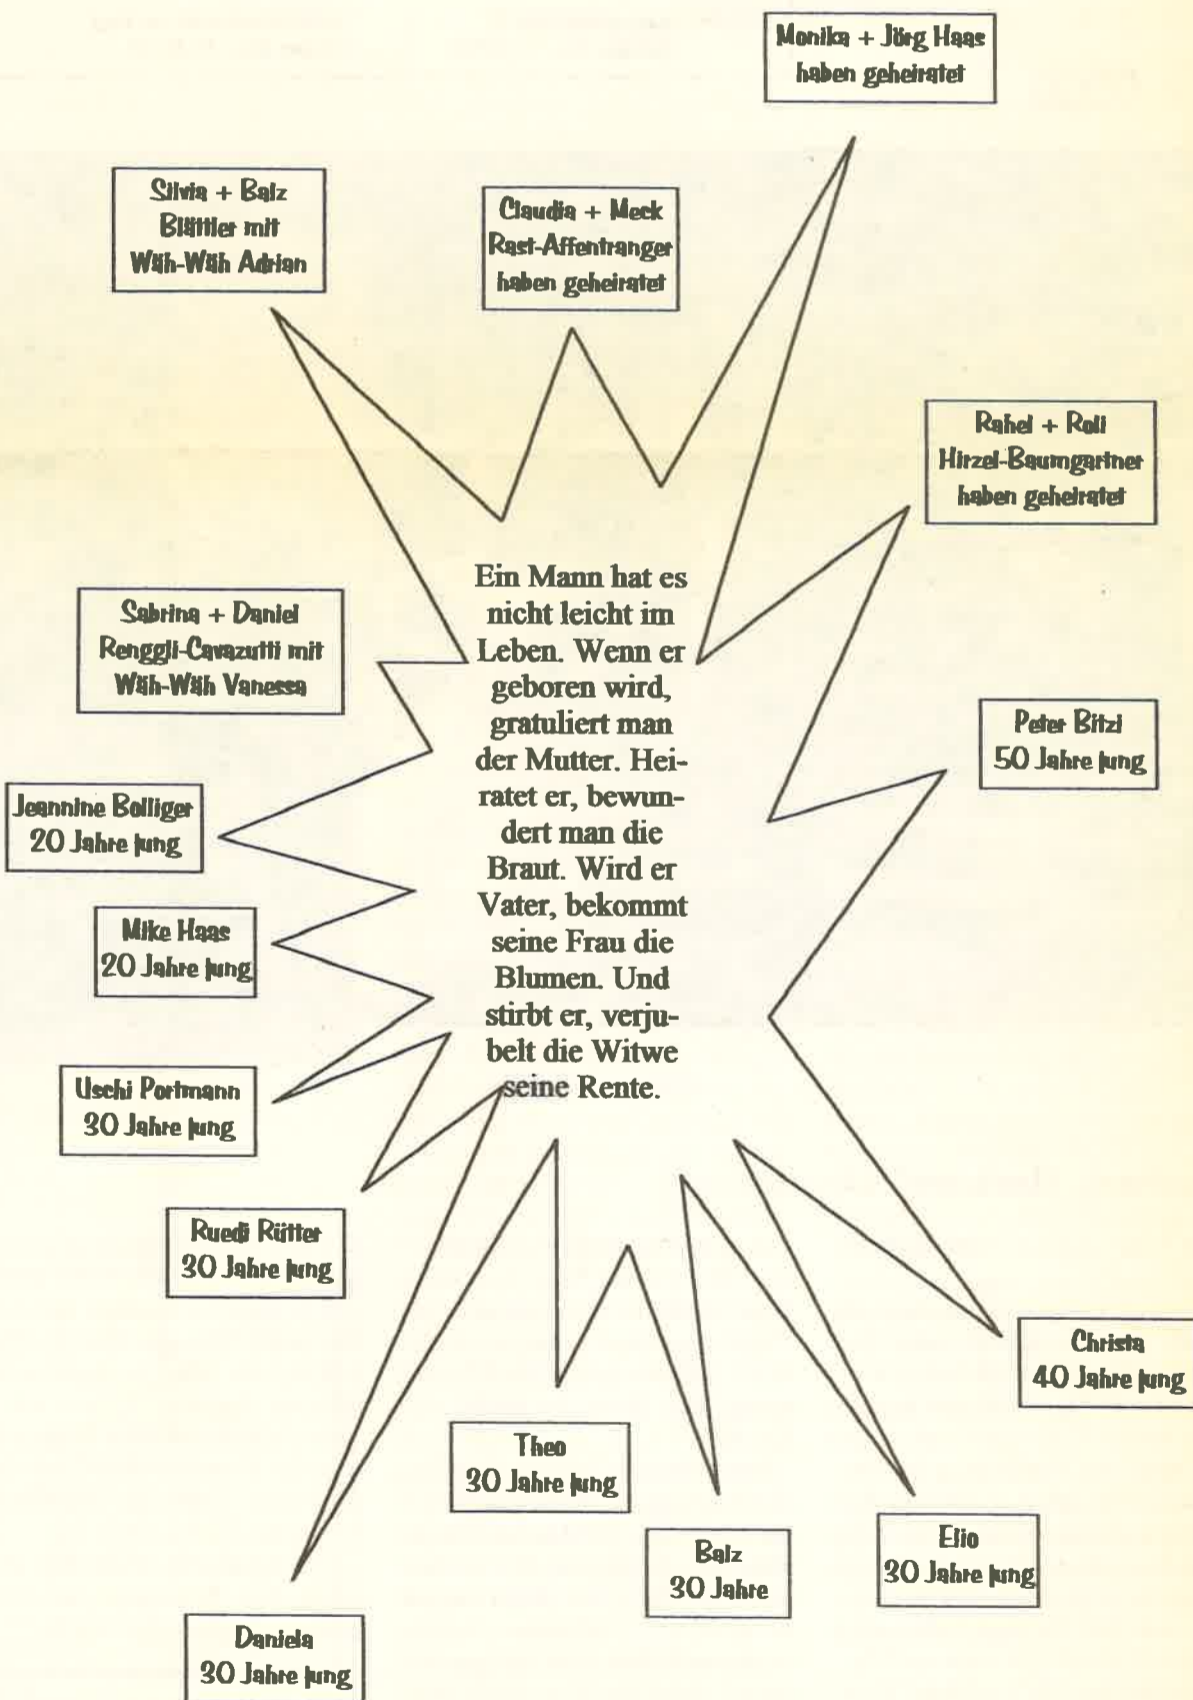 Monika + Jörg Haas
haben geheiratet
Silvia + Balz
Blättler mit
Wäh-Wäh Adrian
Claudia + Meck
Rast-Affentranger
haben geheiratet
Rahel + Roli
Hirzel-Baumgartner
haben geheiratet
Ein Mann hat es
nicht leicht im
Leben. Wenn er
geboren wird,
gratuliert man
der Mutter. Hei-
ratet er, bewun-
dert man die
Braut. Wird er
Vater, bekommt
seine Frau die
Blumen. Und
stirbt er, verju-
belt die Witwe
seine Rente.
Sabrina + Daniel
Renggli-Cavazutti mit
Wäh-Wäh Vanessa
Peter Bitzi
50 Jahre jung
Jeannine Bolliger
20 Jahre jung
Mike Haas
20 Jahre jung
Uschi Portmann
30 Jahre jung
Ruedi Rütter
30 Jahre jung
Christa
40 Jahre jung
Theo
30 Jahre jung
Balz
30 Jahre
Elio
30 Jahre jung
Daniela
30 Jahre jung